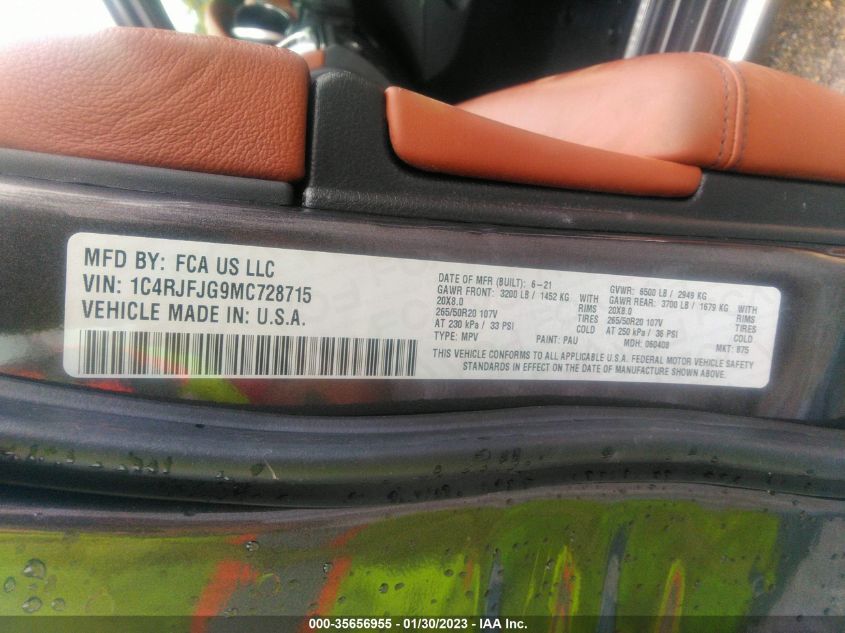 MFD BY: FCA US LLC
VIN: 1C4RJFJG9MC728715
VEHICLE MADE IN: U.S.A.
DATE OF MFR (BUILT): 6-21 GVWR: 6500 LB / 2949 KG
GAWR FRONT: 3200 LB / 1452 KG WITH GAWR REAR: 3700 LB / 1679 KG WITH
20X8.0 RIMS 20X8.0 RIMS
265/50R20 107V TIRES 265/50R20 107V TIRES
AT 230 kPa / 33 PSI COLD AT 250 kPa / 36 PSI COLD
TYPE: MPV PAINT: PAU MDH: 060408 MKT: 875
THIS VEHICLE CONFORMS TO ALL APPLICABLE U.S.A. FEDERAL MOTOR VEHICLE SAFETY
STANDARDS IN EFFECT ON THE DATE OF MANUFACTURE SHOWN ABOVE.
000-35656955 - 01/30/2023 - IAA Inc.